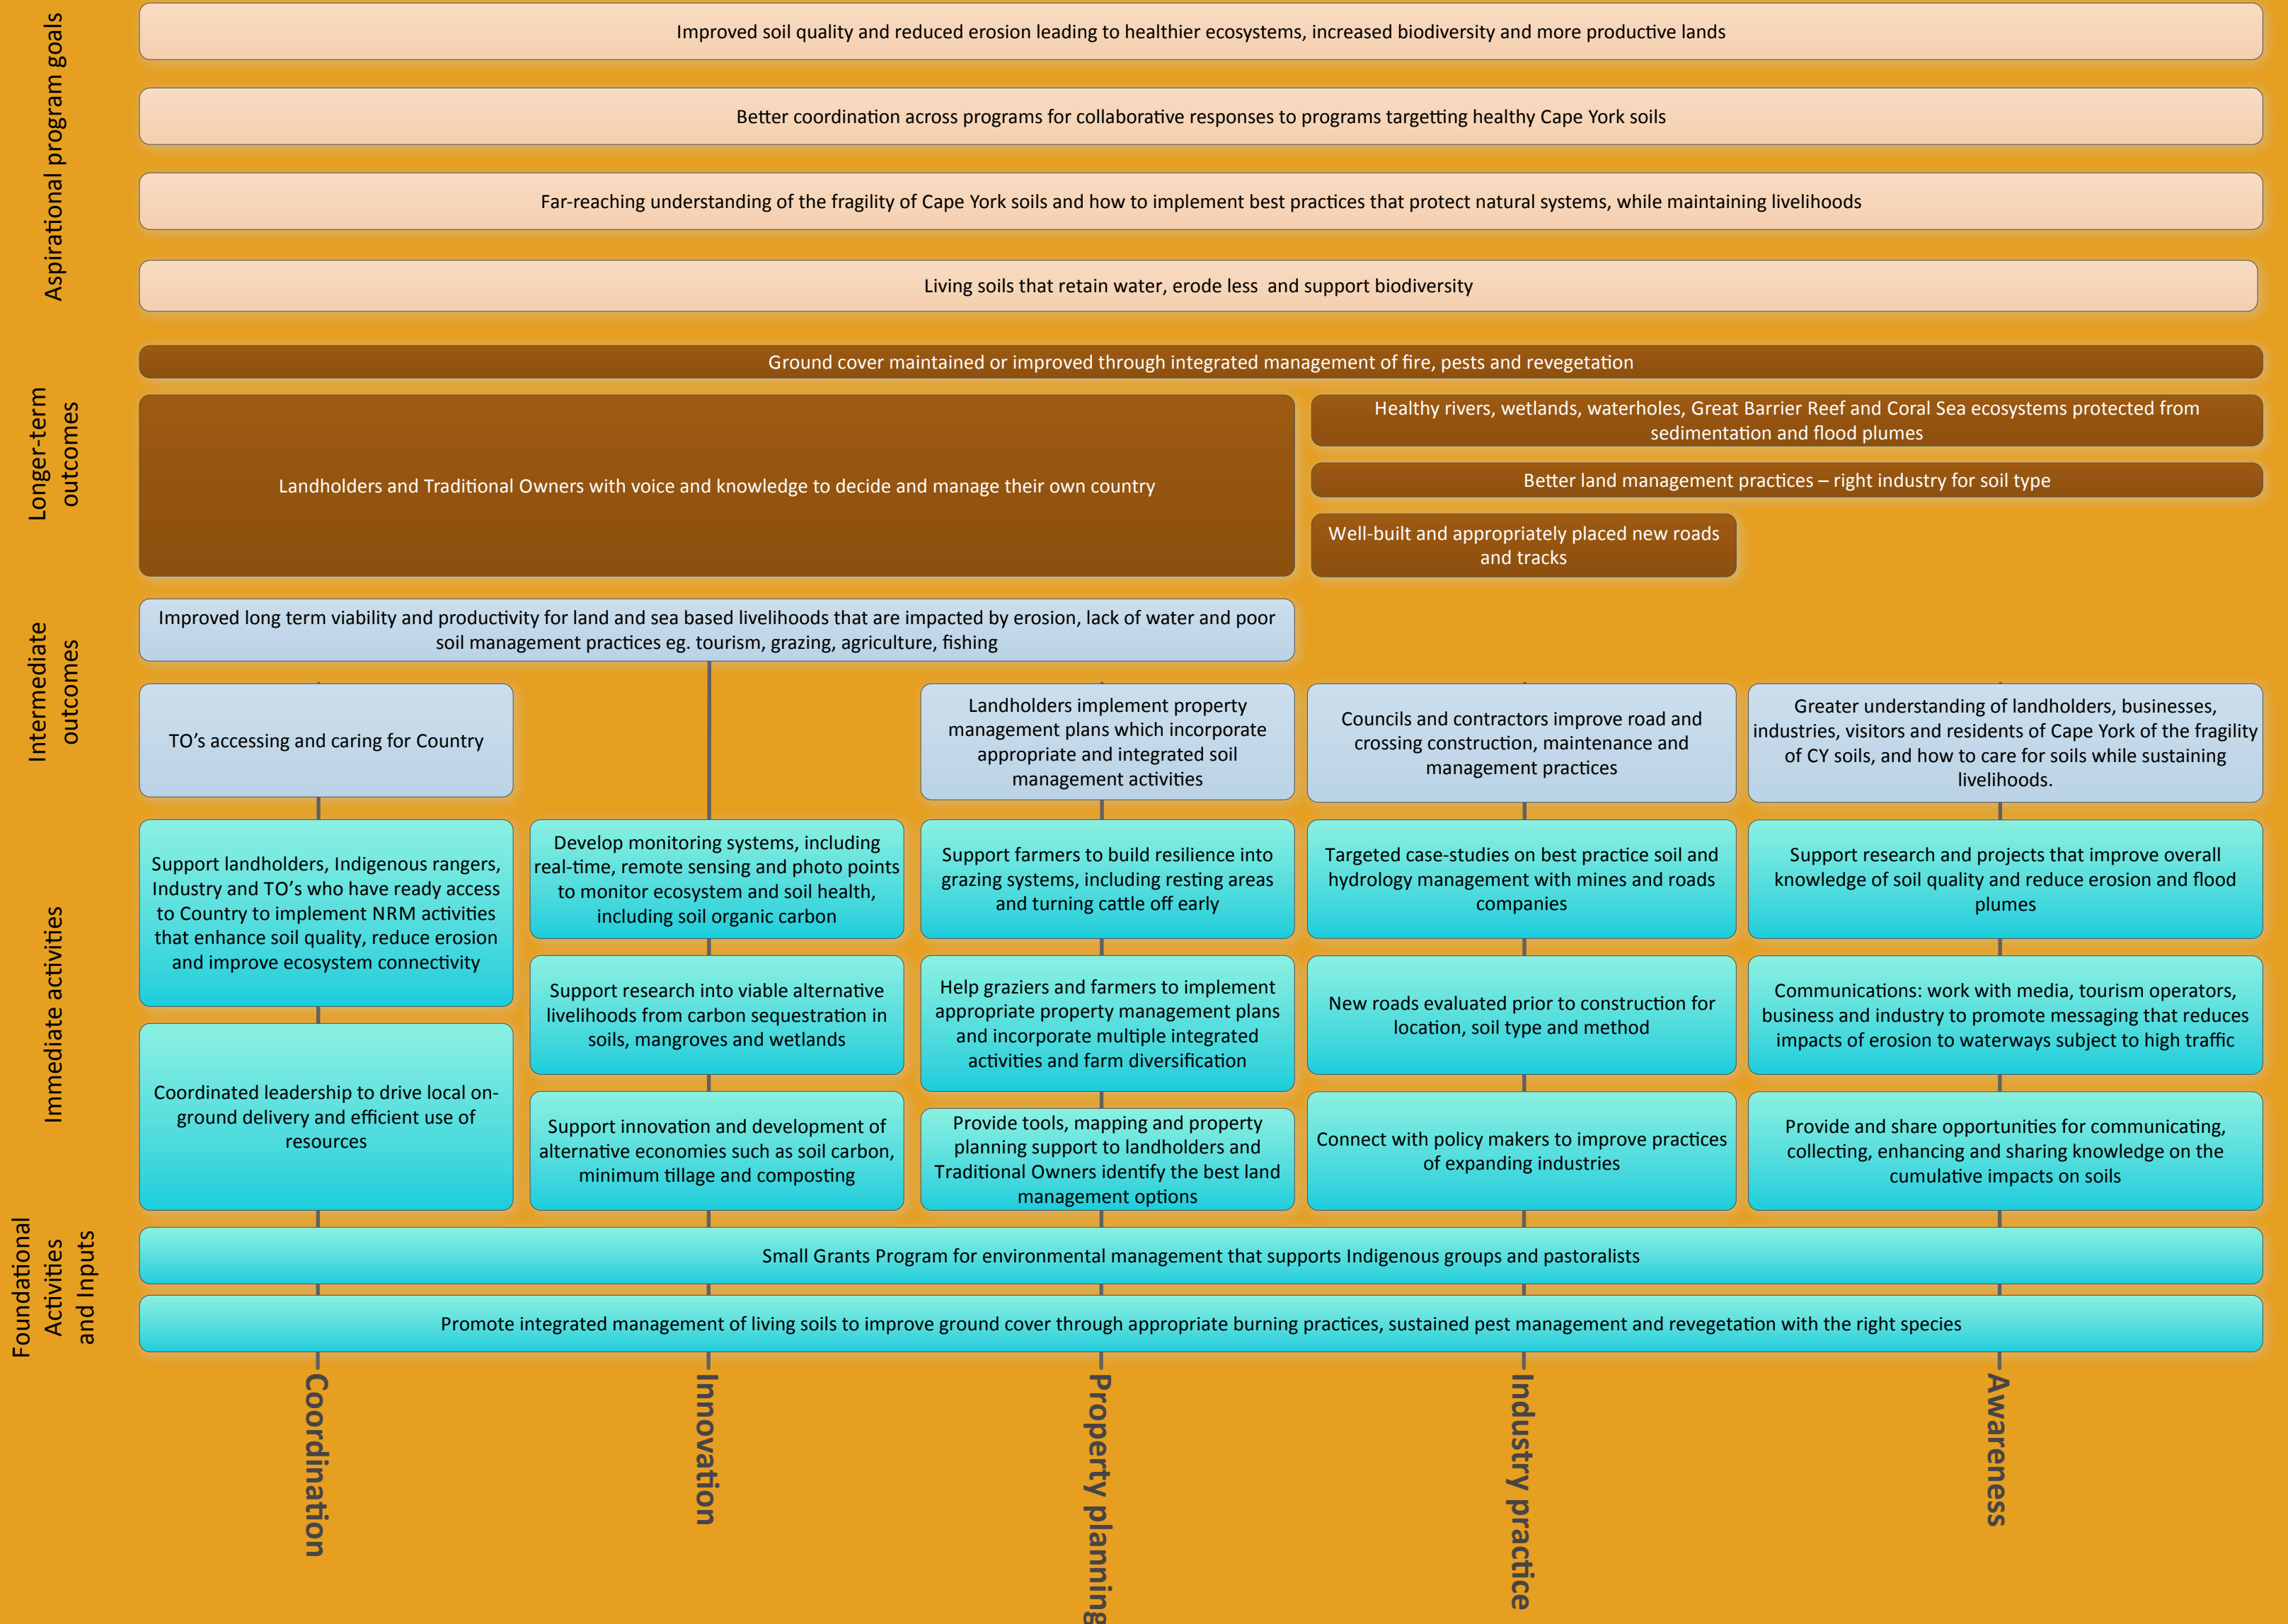 Aspirational program goals
Improved soil quality and reduced erosion leading to healthier ecosystems, increased biodiversity and more productive lands
Better coordination across programs for collaborative responses to programs targetting healthy Cape York soils
Far-reaching understanding of the fragility of Cape York soils and how to implement best practices that protect natural systems, while maintaining livelihoods
Living soils that retain water, erode less  and support biodiversity
Longer-term
outcomes
Ground cover maintained or improved through integrated management of fire, pests and revegetation
Landholders and Traditional Owners with voice and knowledge to decide and manage their own country
Healthy rivers, wetlands, waterholes, Great Barrier Reef and Coral Sea ecosystems protected from
sedimentation and flood plumes
Better land management practices – right industry for soil type
Well-built and appropriately placed new roads
and tracks
Intermediate
outcomes
Improved long term viability and productivity for land and sea based livelihoods that are impacted by erosion, lack of water and poor
soil management practices eg. tourism, grazing, agriculture, fishing
TO’s accessing and caring for Country
Landholders implement property
management plans which incorporate
appropriate and integrated soil
management activities
Councils and contractors improve road and
crossing construction, maintenance and
management practices
Greater understanding of landholders, businesses,
industries, visitors and residents of Cape York of the fragility
of CY soils, and how to care for soils while sustaining
livelihoods.
Immediate activities
Support landholders, Indigenous rangers,
Industry and TO’s who have ready access
to Country to implement NRM activities
that enhance soil quality, reduce erosion
and improve ecosystem connectivity
Coordinated leadership to drive local on-
ground delivery and efficient use of
resources
Develop monitoring systems, including
real-time, remote sensing and photo points
to monitor ecosystem and soil health,
including soil organic carbon
Support research into viable alternative
livelihoods from carbon sequestration in
soils, mangroves and wetlands
Support innovation and development of
alternative economies such as soil carbon,
minimum tillage and composting
Support farmers to build resilience into
grazing systems, including resting areas
and turning cattle off early
Help graziers and farmers to implement
appropriate property management plans
and incorporate multiple integrated
activities and farm diversification
Provide tools, mapping and property
planning support to landholders and
Traditional Owners identify the best land
management options
Targeted case-studies on best practice soil and
hydrology management with mines and roads
companies
New roads evaluated prior to construction for
location, soil type and method
Connect with policy makers to improve practices
of expanding industries
Support research and projects that improve overall
knowledge of soil quality and reduce erosion and flood
plumes
Communications: work with media, tourism operators,
business and industry to promote messaging that reduces
impacts of erosion to waterways subject to high traffic
Provide and share opportunities for communicating,
collecting, enhancing and sharing knowledge on the
cumulative impacts on soils
Foundational
Activities
and Inputs
Small Grants Program for environmental management that supports Indigenous groups and pastoralists
Promote integrated management of living soils to improve ground cover through appropriate burning practices, sustained pest management and revegetation with the right species
Coordination
Innovation
Property planning
Industry practice
Awareness